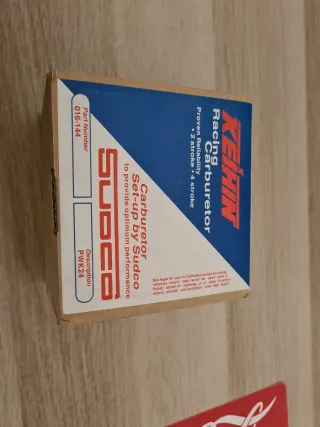 KEIHIN
Racing Carburetor
Proven Reliability
• 2 stroke • 4 stroke
Carburetor
Set-up by Sudco
to provide optimum performance
SUDCO
Part Number
016-144
Description
PWK24